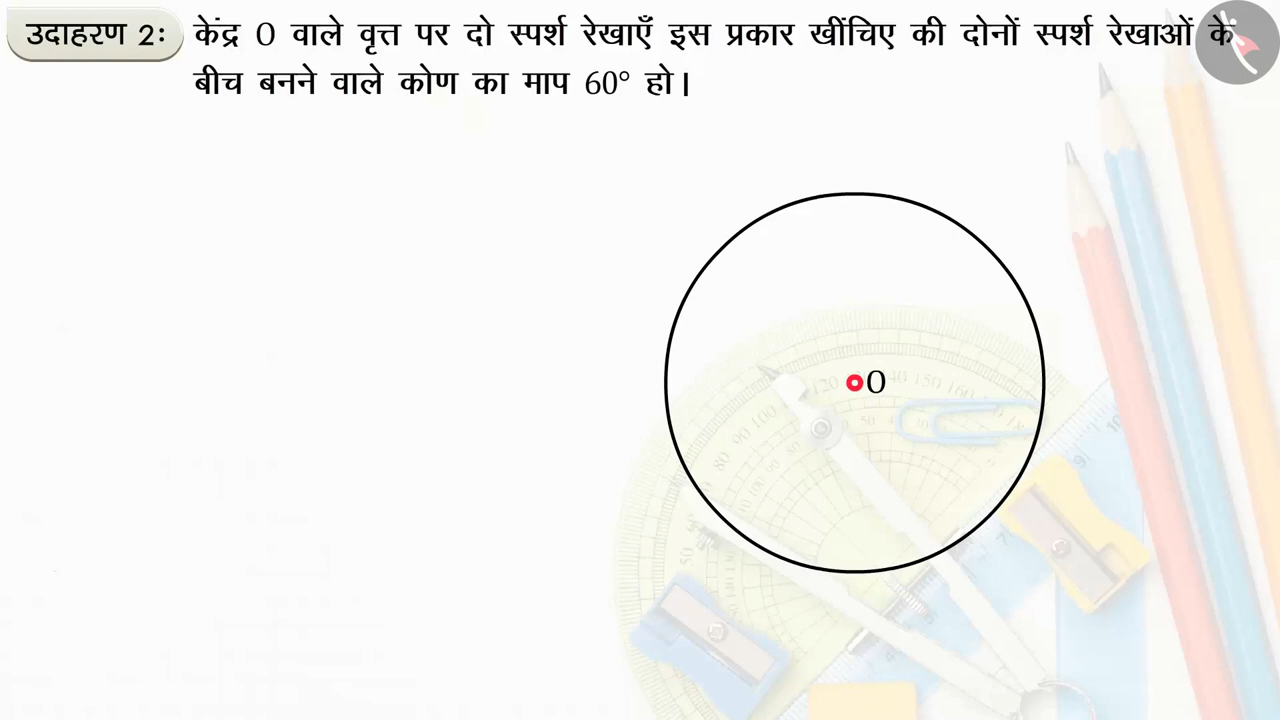 उदाहरण 2: केंद्र O वाले वृत्त पर दो स्पर्श रेखाएँ इस प्रकार खींचिए की दोनों स्पर्श रेखाओं के
बीच बनने वाले कोण का माप 60° हो।
O